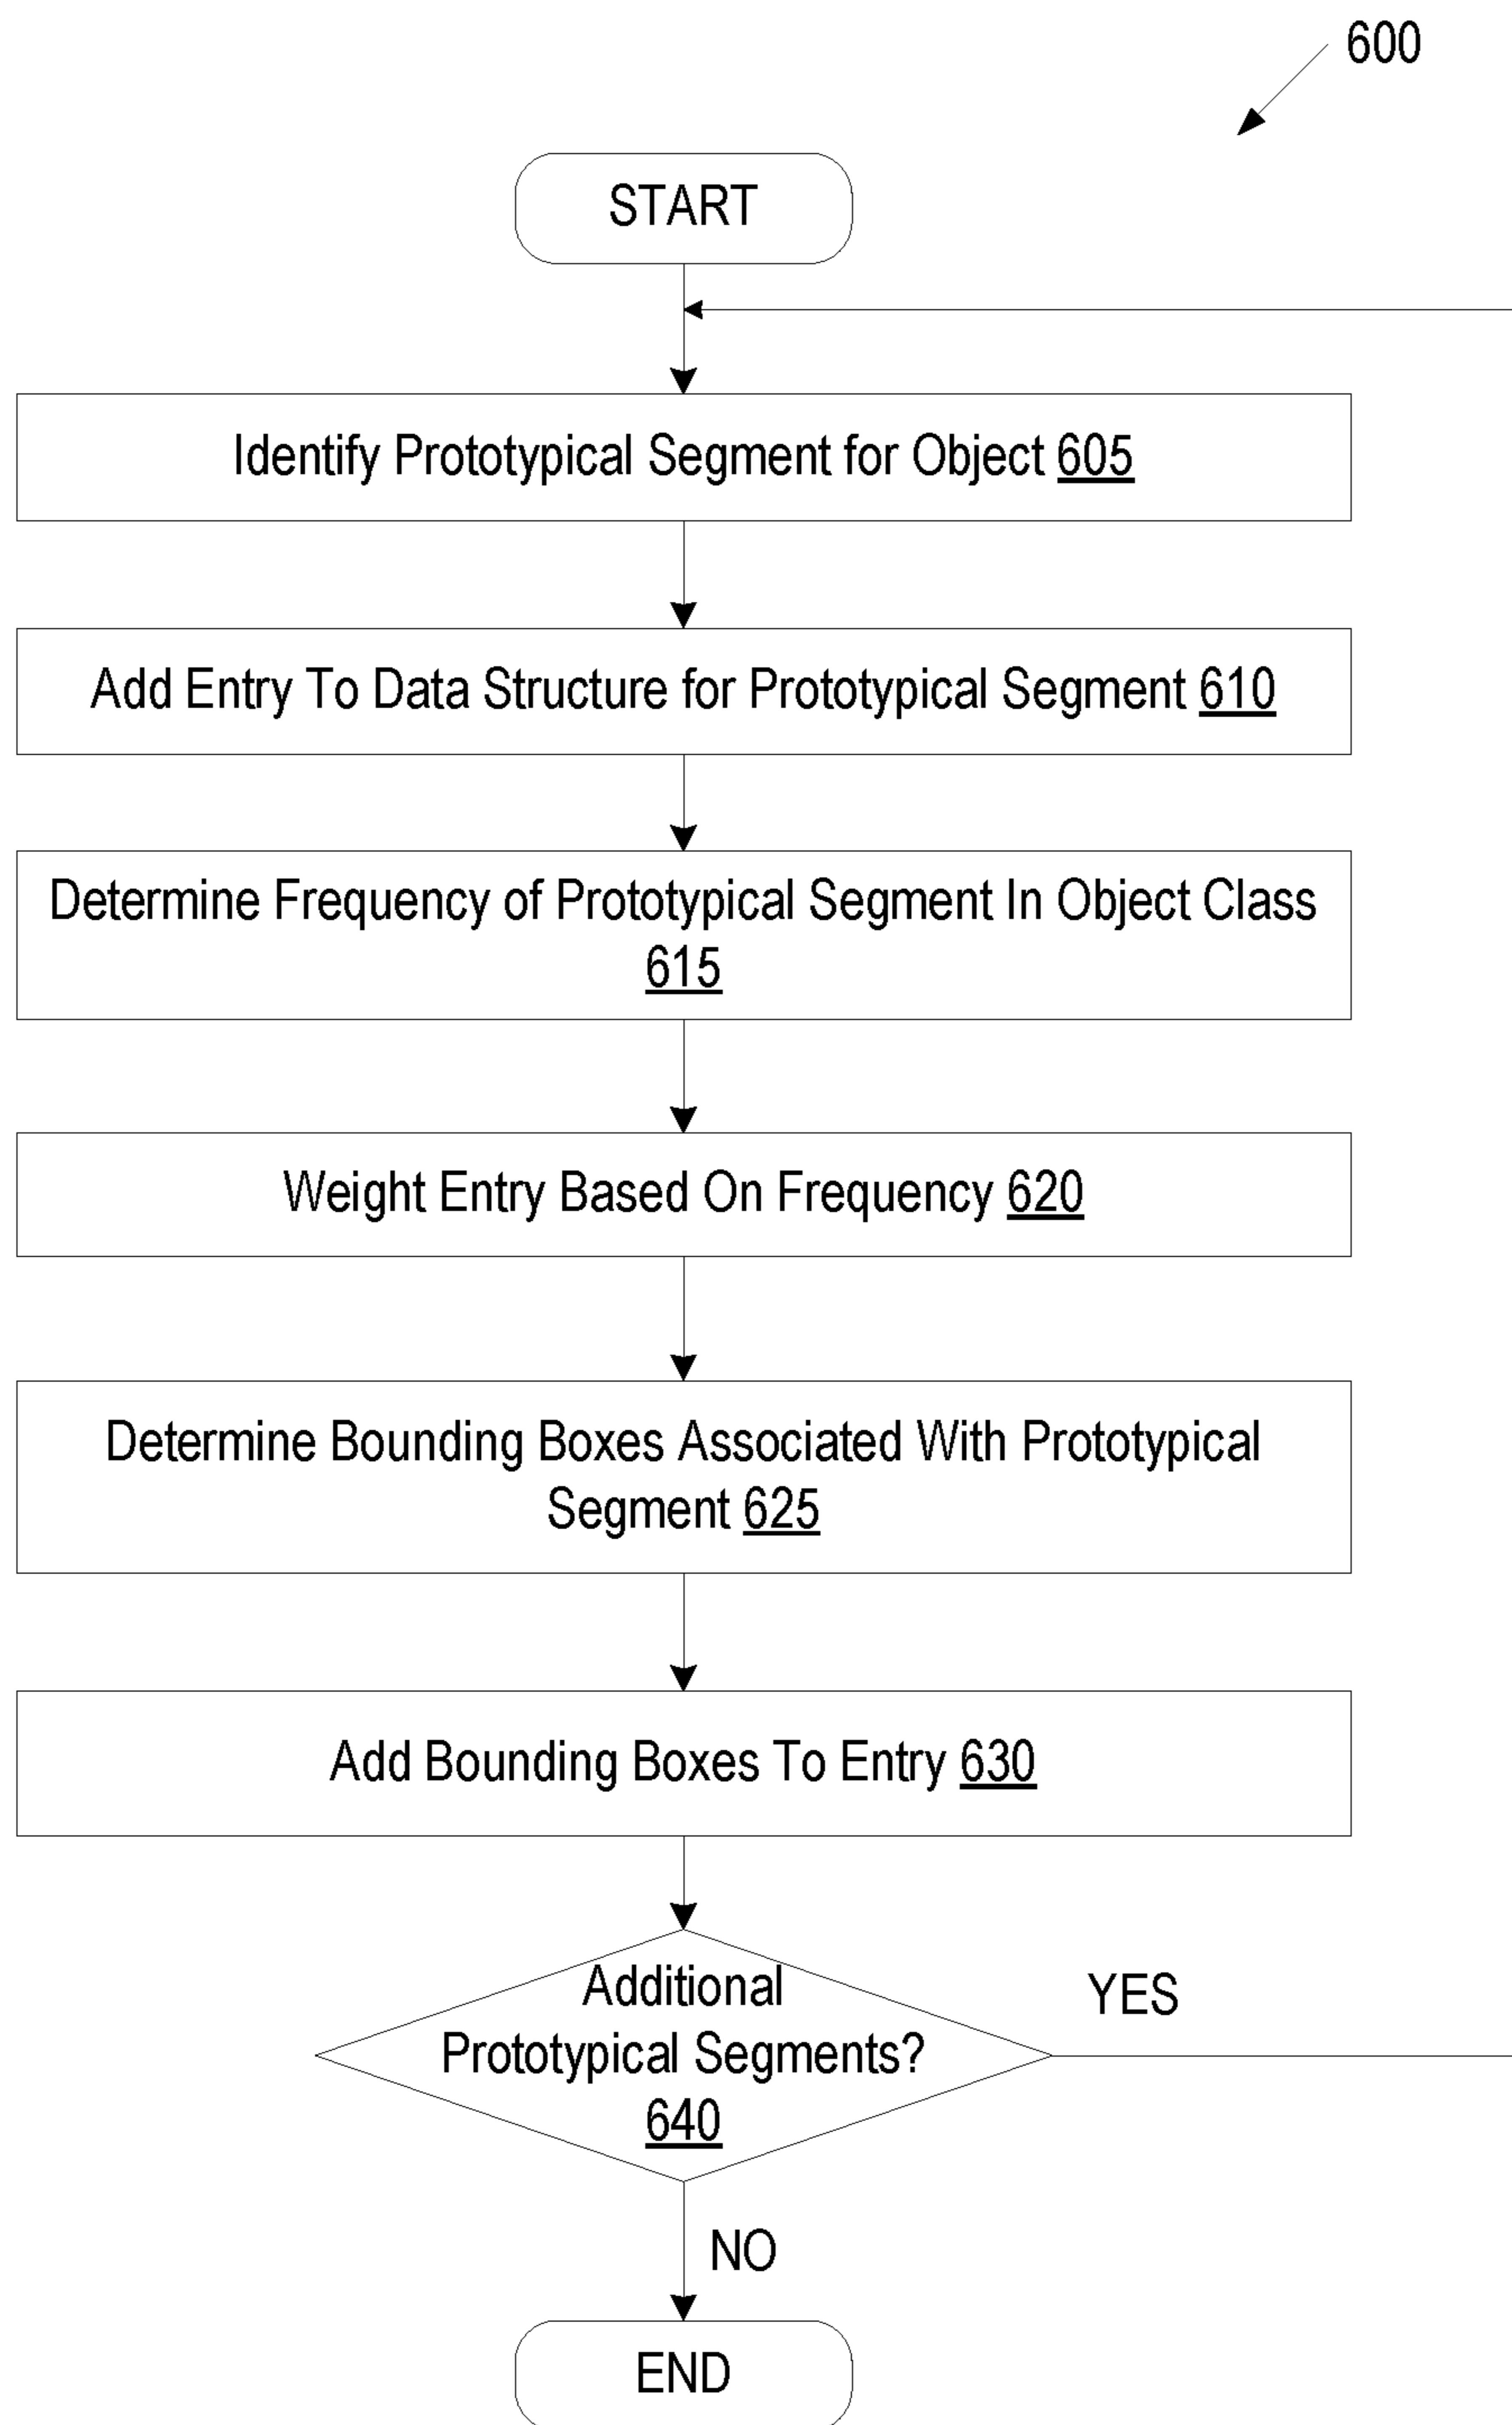 600
START
Identify Prototypical Segment for Object 605
Add Entry To Data Structure for Prototypical Segment 610
Determine Frequency of Prototypical Segment In Object Class
615
Weight Entry Based On Frequency 620
Determine Bounding Boxes Associated With Prototypical
Segment 625
Add Bounding Boxes To Entry 630
Additional
Prototypical Segments?
640
YES
NO
END